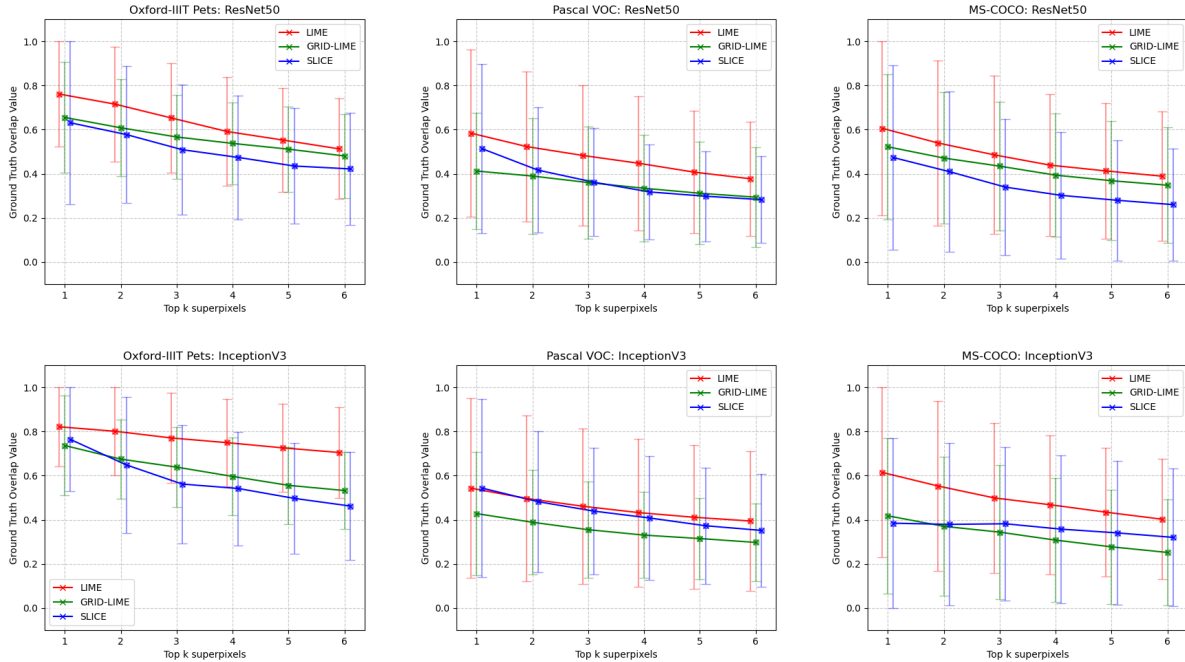 Oxford-IIIT Pets: ResNet50
1.0
0.8
0.6
0.4
0.2
0.0
Ground Truth Overlap Value
1 2 3 4 5 6
Top k superpixels
LIME
GRID-LIME
SLICE
Pascal VOC: ResNet50
1.0
0.8
0.6
0.4
0.2
0.0
Ground Truth Overlap Value
1 2 3 4 5 6
Top k superpixels
LIME
GRID-LIME
SLICE
MS-COCO: ResNet50
1.0
0.8
0.6
0.4
0.2
0.0
Ground Truth Overlap Value
1 2 3 4 5 6
Top k superpixels
LIME
GRID-LIME
SLICE
Oxford-IIIT Pets: InceptionV3
1.0
0.8
0.6
0.4
0.2
0.0
Ground Truth Overlap Value
1 2 3 4 5 6
Top k superpixels
LIME
GRID-LIME
SLICE
Pascal VOC: InceptionV3
1.0
0.8
0.6
0.4
0.2
0.0
Ground Truth Overlap Value
1 2 3 4 5 6
Top k superpixels
LIME
GRID-LIME
SLICE
MS-COCO: InceptionV3
1.0
0.8
0.6
0.4
0.2
0.0
Ground Truth Overlap Value
1 2 3 4 5 6
Top k superpixels
LIME
GRID-LIME
SLICE